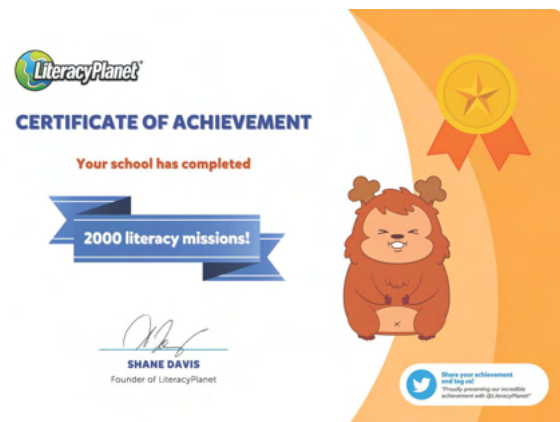 LiteracyPlanet
CERTIFICATE OF ACHIEVEMENT
Your school has completed
2000 literacy missions!
SHANE DAVIS
Founder of LiteracyPlanet
Share your achievement
and tag us!
"Proudly presenting our incredible
achievement with @LiteracyPlanet"